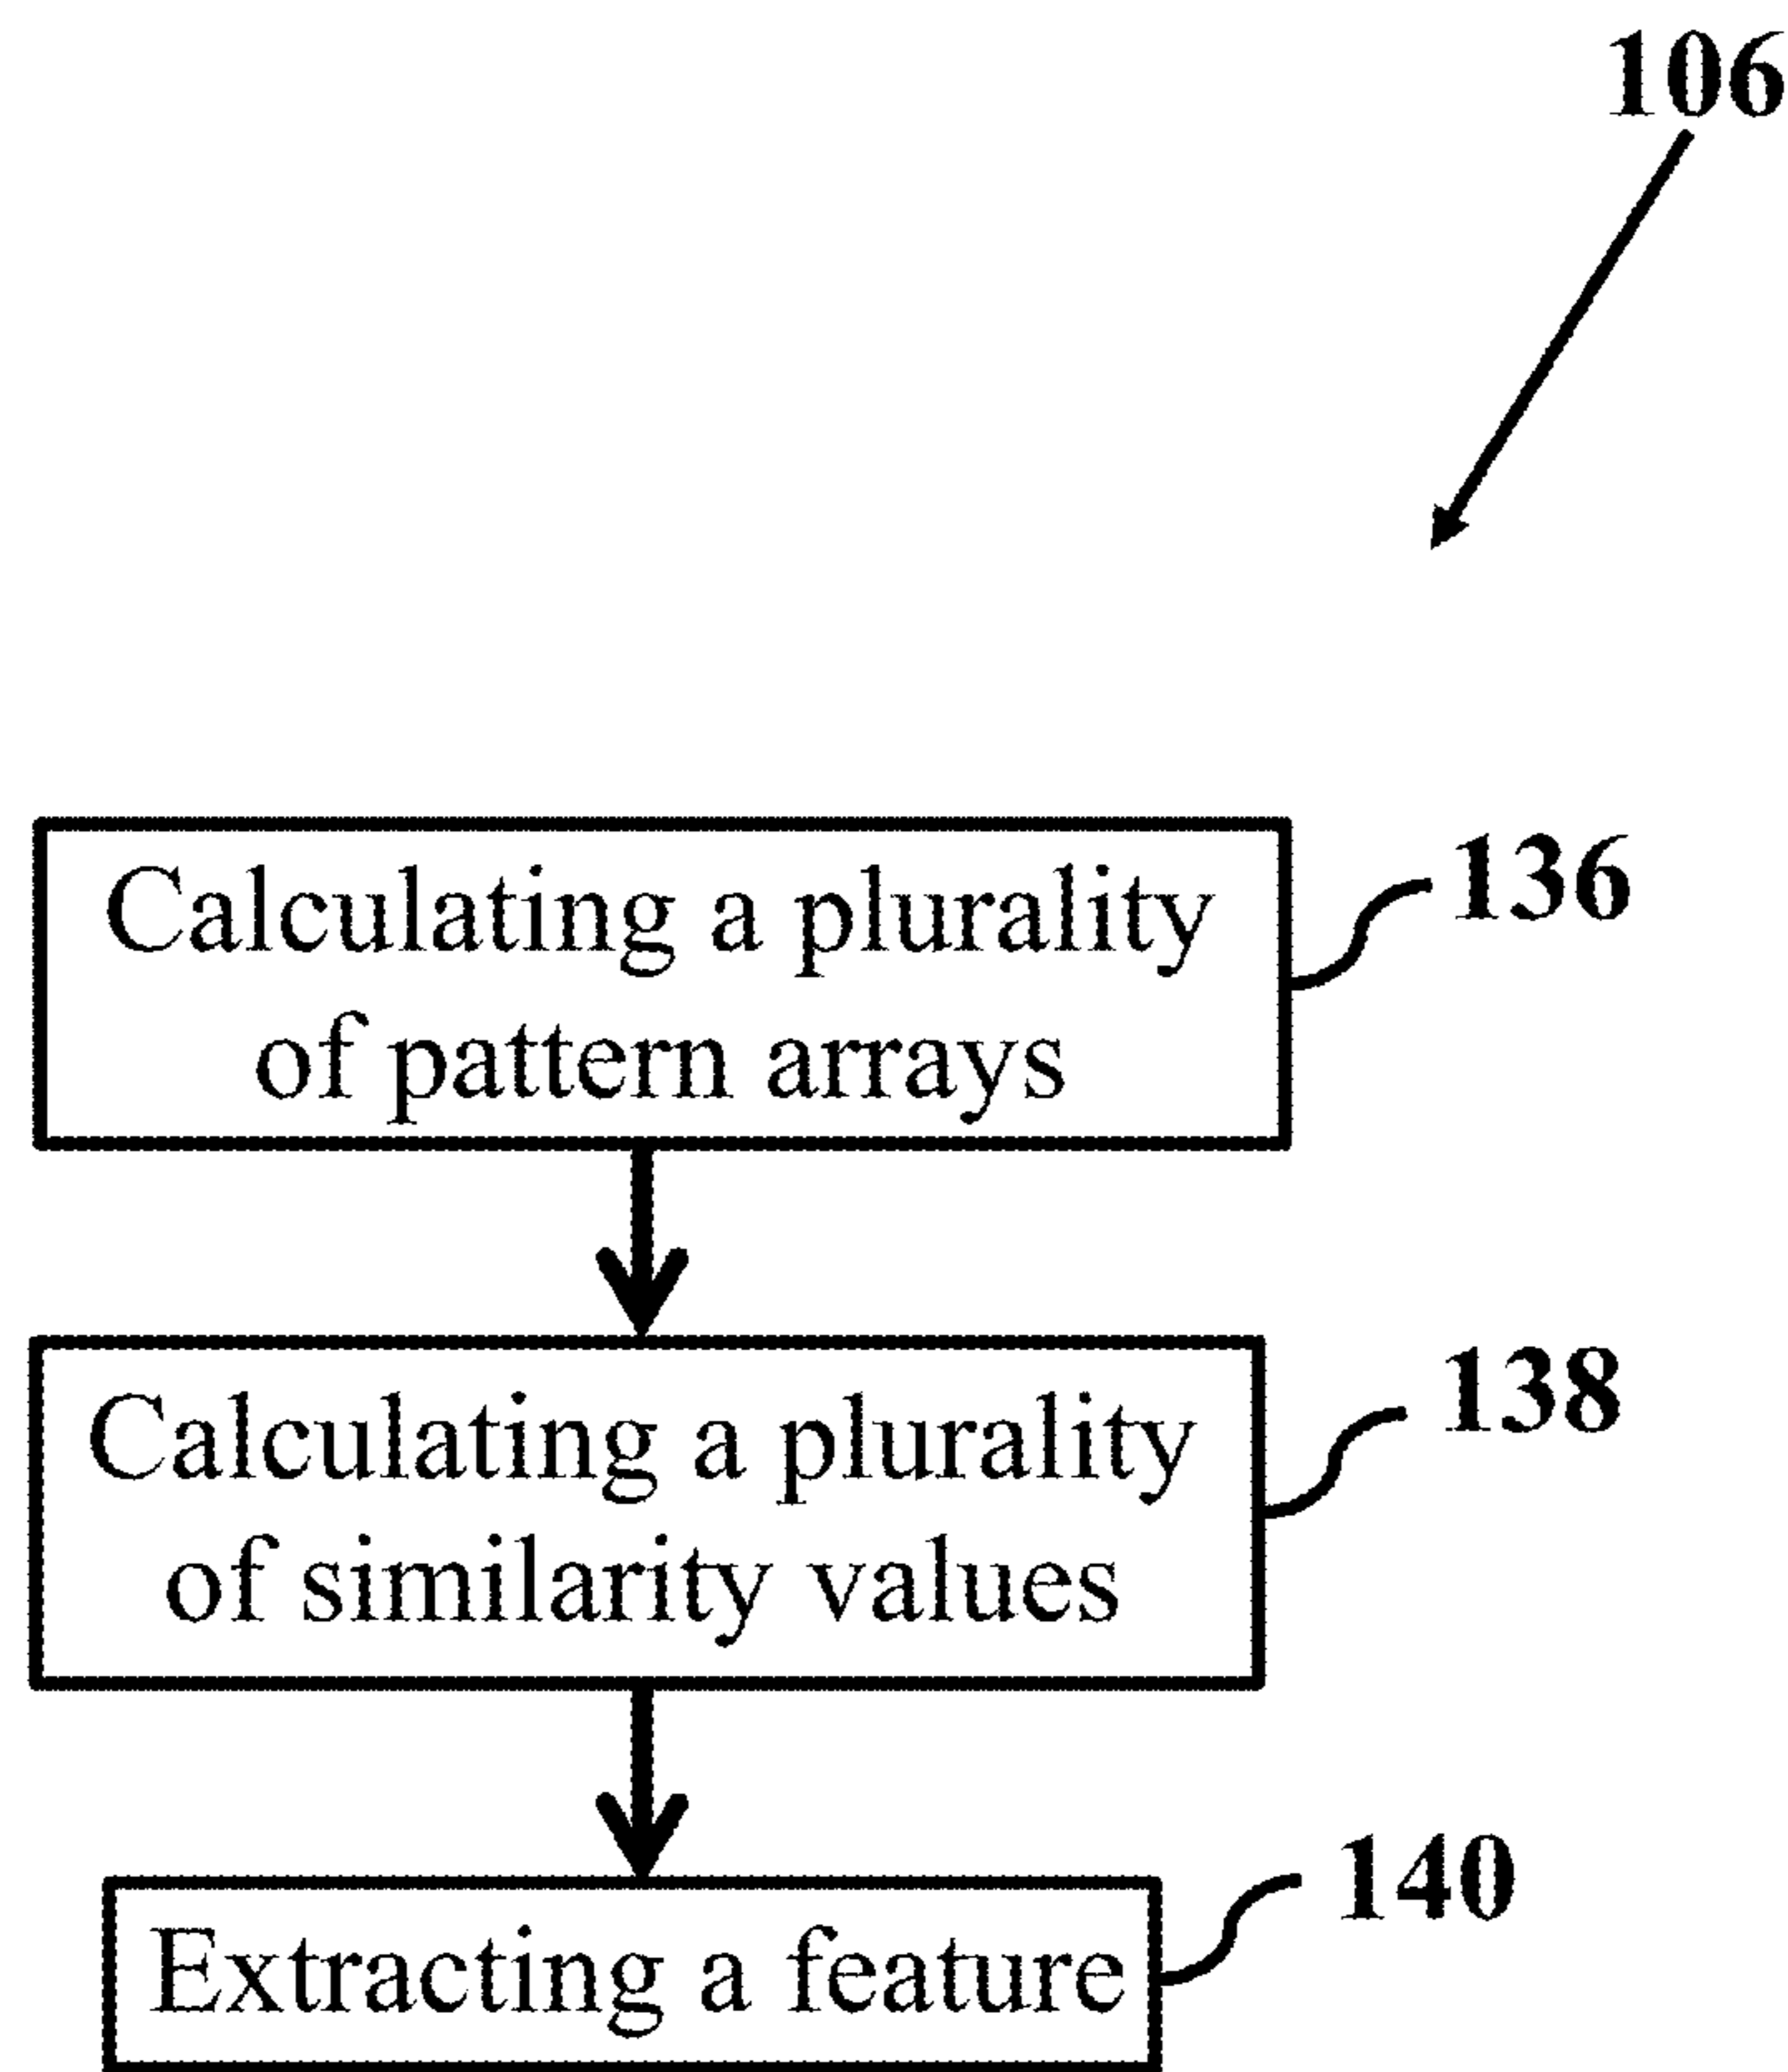 106
Calculating a plurality
of pattern arrays
136
Calculating a plurality
of similarity values
138
Extracting a feature
140